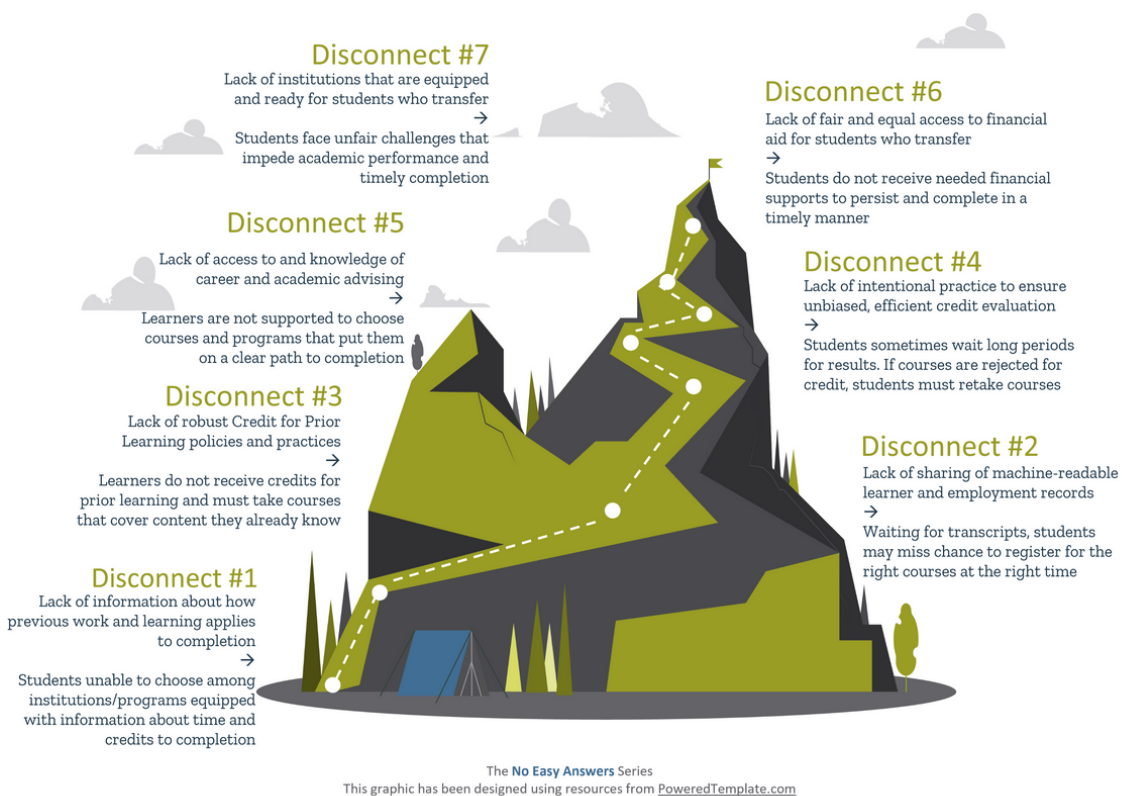 Disconnect #7
Lack of institutions that are equipped
and ready for students who transfer
→
Students face unfair challenges that
impede academic performance and
timely completion
Disconnect #6
Lack of fair and equal access to financial
aid for students who transfer
→
Students do not receive needed financial
supports to persist and complete in a
timely manner
Disconnect #5
Lack of access to and knowledge of
career and academic advising
→
Learners are not supported to choose
courses and programs that put them
on a clear path to completion
Disconnect #4
Lack of intentional practice to ensure
unbiased, efficient credit evaluation
→
Students sometimes wait long periods
for results. If courses are rejected for
credit, students must retake courses
Disconnect #3
Lack of robust Credit for Prior
Learning policies and practices
→
Learners do not receive credits for
prior learning and must take courses
that cover content they already know
Disconnect #2
Lack of sharing of machine-readable
learner and employment records
→
Waiting for transcripts, students
may miss chance to register for the
right courses at the right time
Disconnect #1
Lack of information about how
previous work and learning applies
to completion
→
Students unable to choose among
institutions/programs equipped
with information about time and
credits to completion
The No Easy Answers Series
This graphic has been designed using resources from PoweredTemplate.com